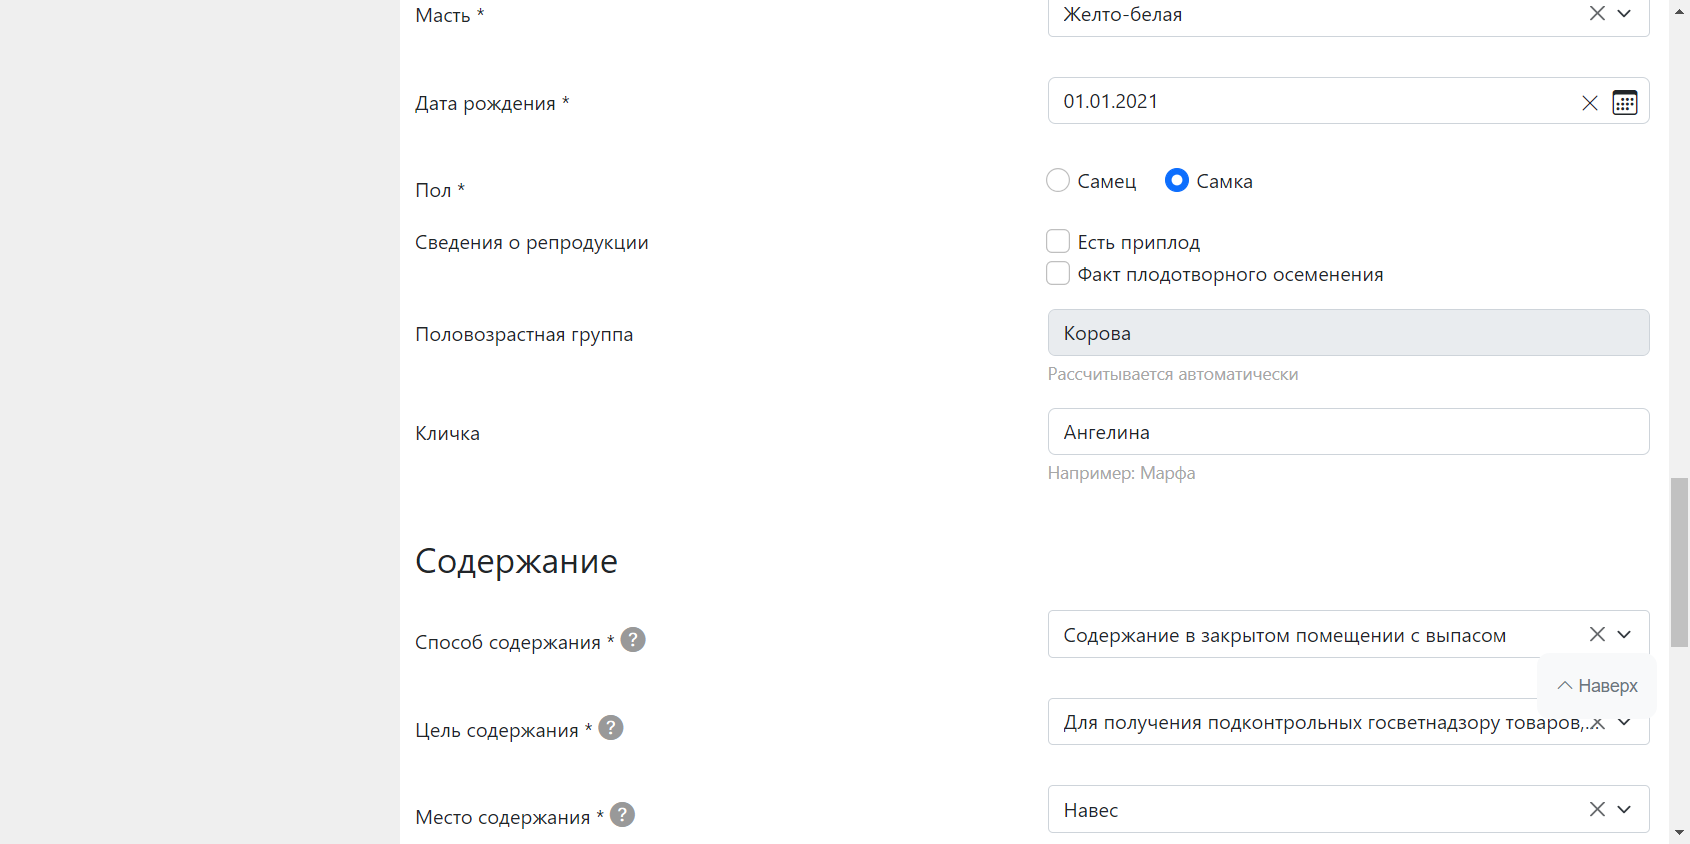 Масть *
Желто-белая
Дата рождения *
01.01.2021
Пол *
Самец
Самка
Сведения о репродукции
Есть приплод
Факт плодотворного осеменения
Половозрастная группа
Корова
Рассчитывается автоматически
Кличка
Ангелина
Например: Марфа
Содержание
Способ содержания * ?
Содержание в закрытом помещении с выпасом
Наверх
Цель содержания * ?
Для получения подконтрольных госветнадзору товаров,...
Место содержания * ?
Навес